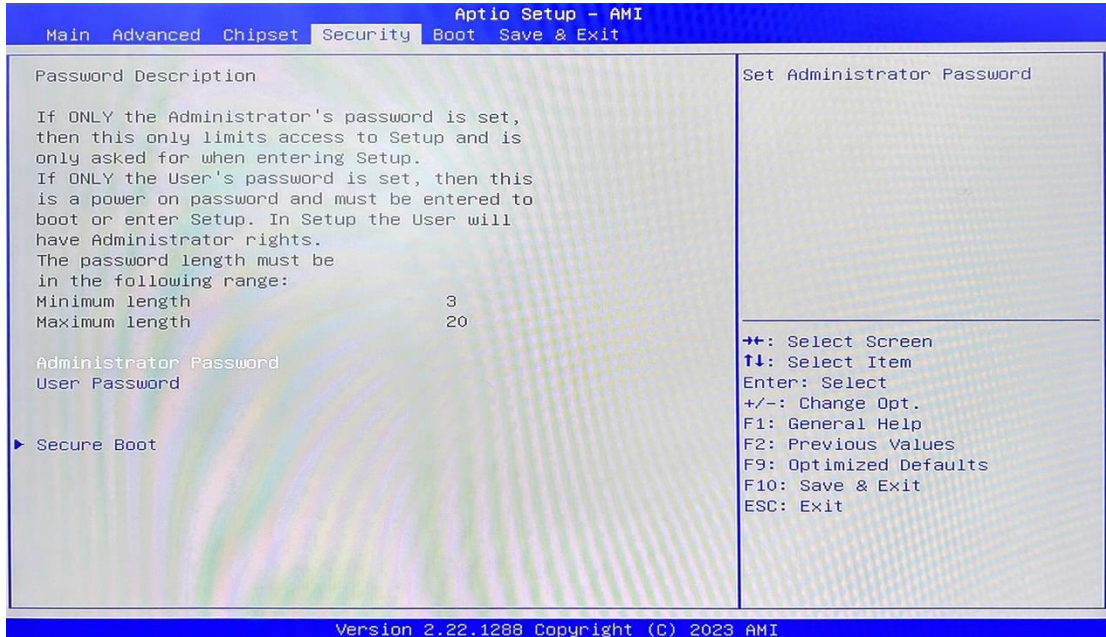 Aptio Setup – AMI
Main Advanced Chipset Security Boot Save & Exit
Password Description
If ONLY the Administrator's password is set,
then this only limits access to Setup and is
only asked for when entering Setup.
If ONLY the User's password is set, then this
is a power on password and must be entered to
boot or enter Setup. In Setup the User will
have Administrator rights.
The password length must be
in the following range:
Minimum length 3
Maximum length 20
Administrator Password
User Password
▶ Secure Boot
Set Administrator Password
→←: Select Screen
↑↓: Select Item
Enter: Select
+/-: Change Opt.
F1: General Help
F2: Previous Values
F9: Optimized Defaults
F10: Save & Exit
ESC: Exit
Version 2.22.1288 Copyright (C) 2023 AMI